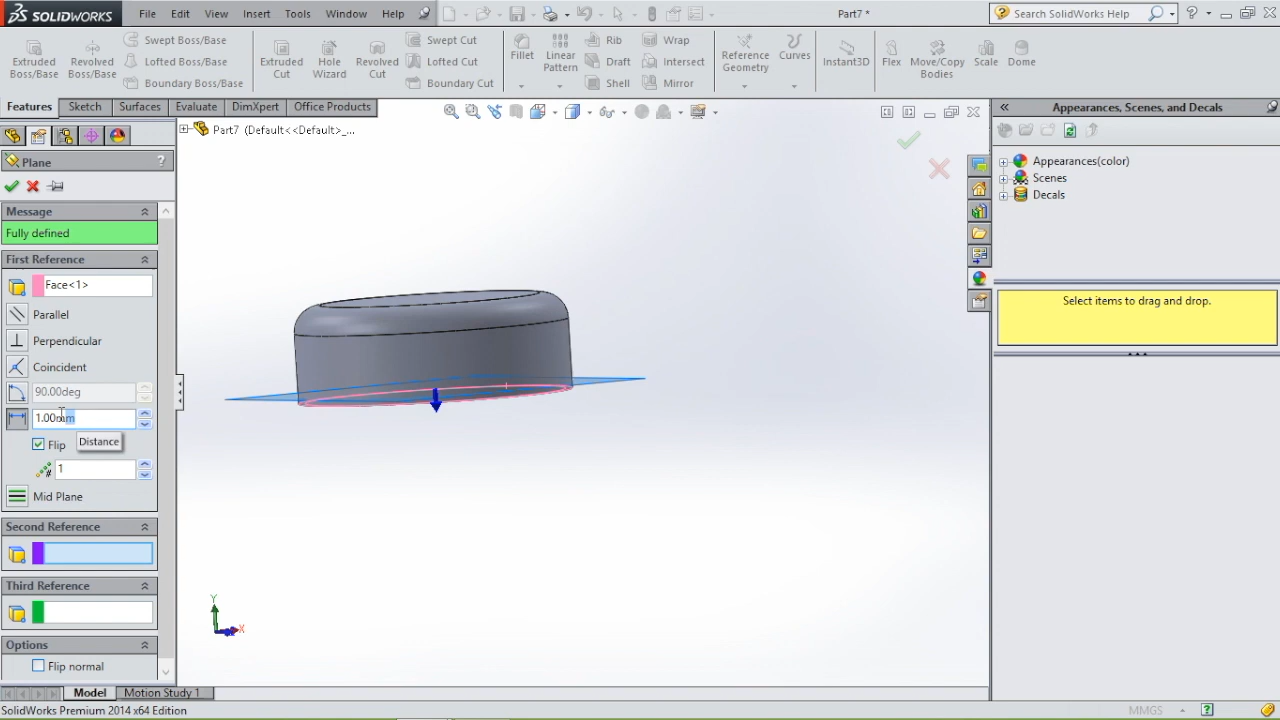 SOLIDWORKS File Edit View Insert Tools Window Help Part7 * Search SolidWorks Help
Extruded Boss/Base
Revolved Boss/Base
Swept Boss/Base
Lofted Boss/Base
Boundary Boss/Base
Extruded Cut
Hole Wizard
Revolved Cut
Swept Cut
Lofted Cut
Boundary Cut
Fillet
Linear Pattern
Rib
Draft
Shell
Wrap
Intersect
Mirror
Reference Geometry
Curves
Instant3D
Flex
Move/Copy Bodies
Scale
Dome
Features Sketch Surfaces Evaluate DimXpert Office Products
Part7 (Default<<Default>_...
Plane ?
Message
Fully defined
First Reference
Face<1>
Parallel
Perpendicular
Coincident
90.00deg
1.00mm
Flip
Distance
1
Mid Plane
Second Reference
Third Reference
Options
Flip normal
Y
X
Appearances, Scenes, and Decals
Appearances(color)
Scenes
Decals
Select items to drag and drop.
Model Motion Study 1
SolidWorks Premium 2014 x64 Edition MMGS